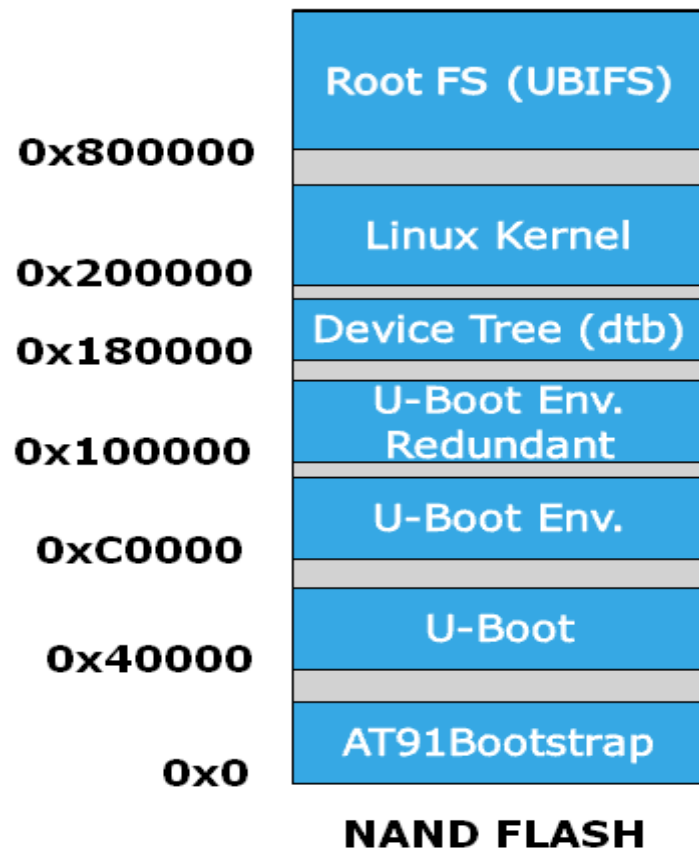 Root FS (UBIFS)
0x800000
Linux Kernel
0x200000
Device Tree (dtb)
0x180000
U-Boot Env.
Redundant
0x100000
U-Boot Env.
0xC0000
U-Boot
0x40000
AT91Bootstrap
0x0
NAND FLASH